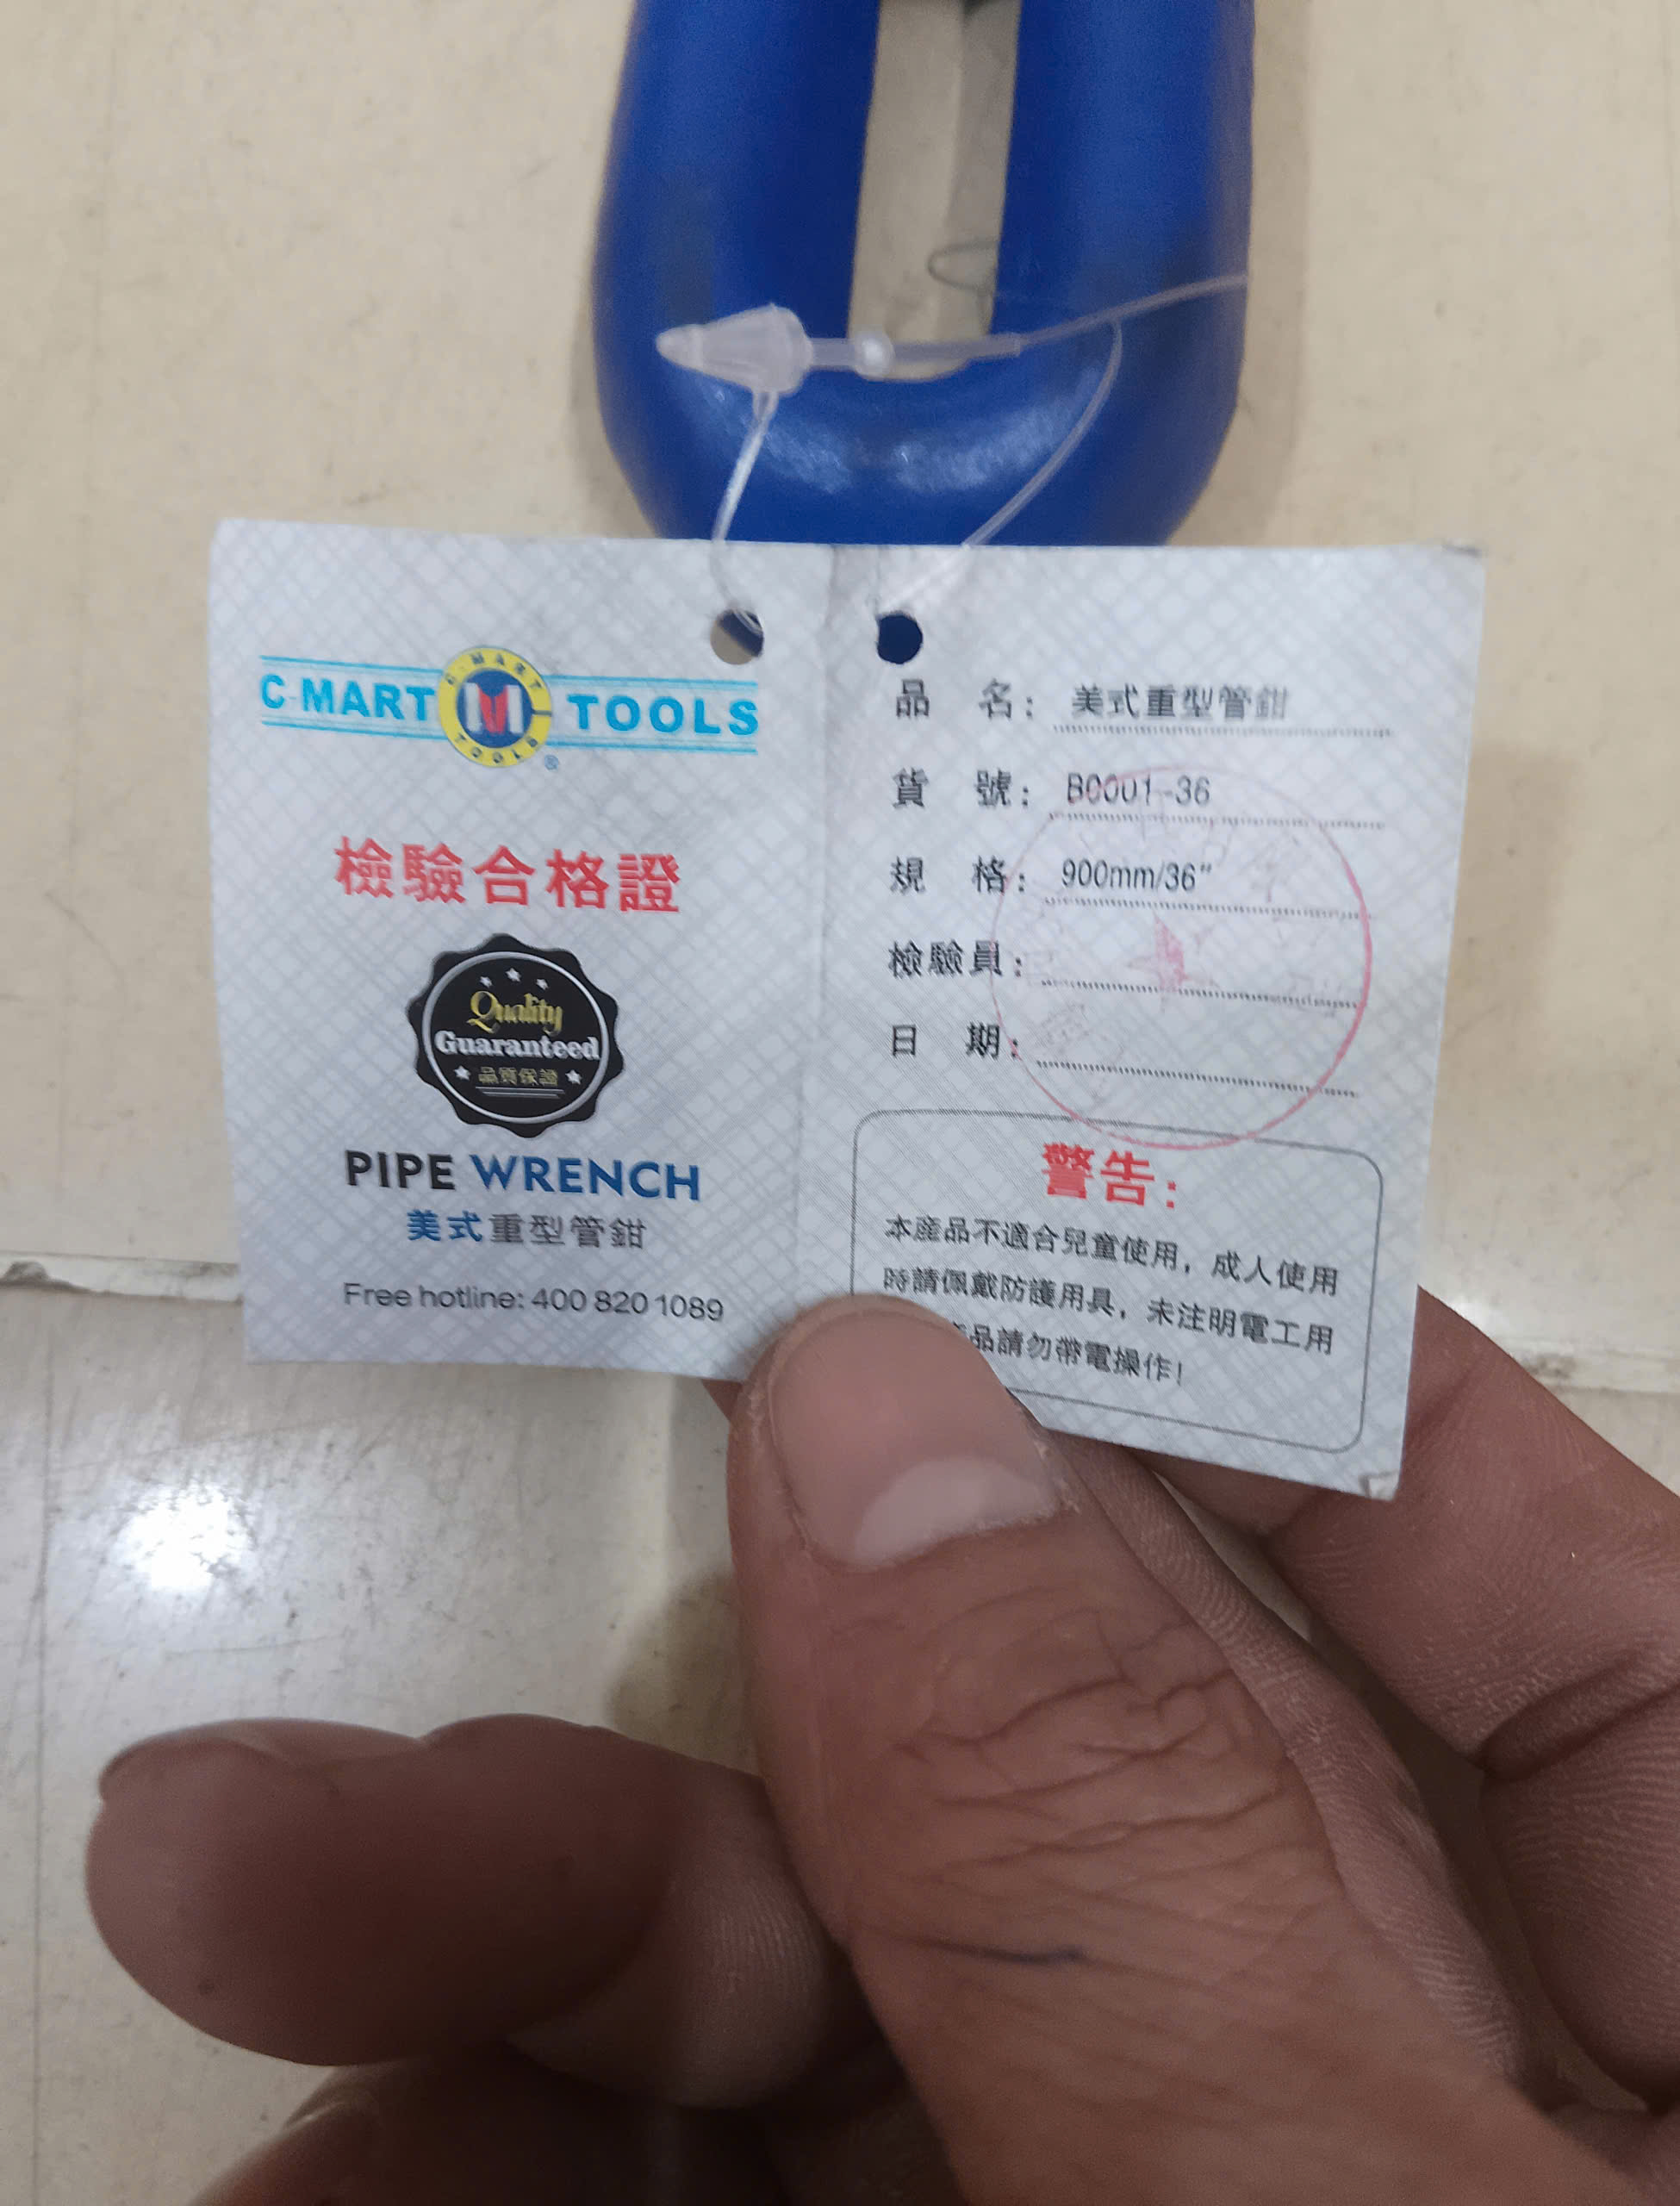 C-MART TOOLS
C-MART TOOLS ®
檢驗合格證
Quality
Guaranteed
品質保證
PIPE WRENCH
美式重型管鉗
Free hotline: 400 820 1089
品 名： 美式重型管鉗
貨 號： B0001-36
規 格： 900mm/36"
檢驗員：
日 期：
警告：
本産品不適合兒童使用，成人使用
時請佩戴防護用具，未注明電工用
品請勿帶電操作！